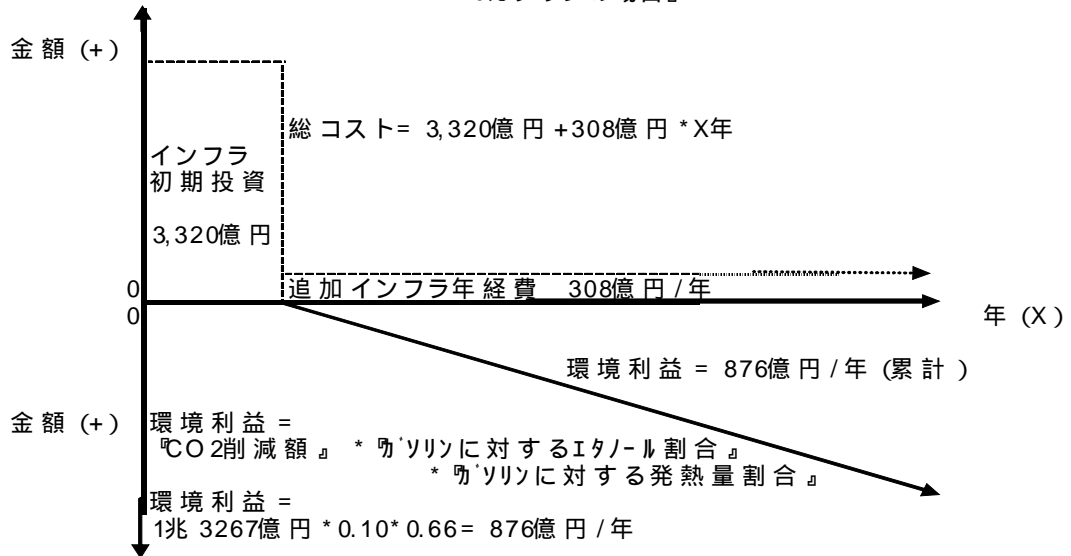 金額 (+)
総コスト= 3,320億円+308億円*X年
インフラ
初期投資
3,320億円
0
追加インフラ年経費 308億円/年
0
年 (X)
環境利益 = 876億円/年 (累計)
金額 (+)
環境利益 =
『CO2削減額』 * 『ガソリンに対するエタノール割合』
* 『ガソリンに対する発熱量割合』
環境利益 =
1兆3267億円*0.10*0.66= 876億円/年